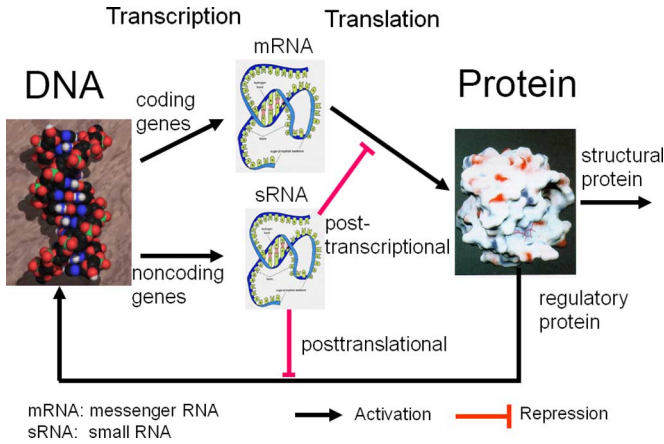 Transcription
Translation
mRNA
DNA
Protein
coding
genes
structural
protein
sRNA
post-
transcriptional
noncoding
genes
regulatory
protein
posttranslational
mRNA: messenger RNA
sRNA: small RNA
Activation
Repression